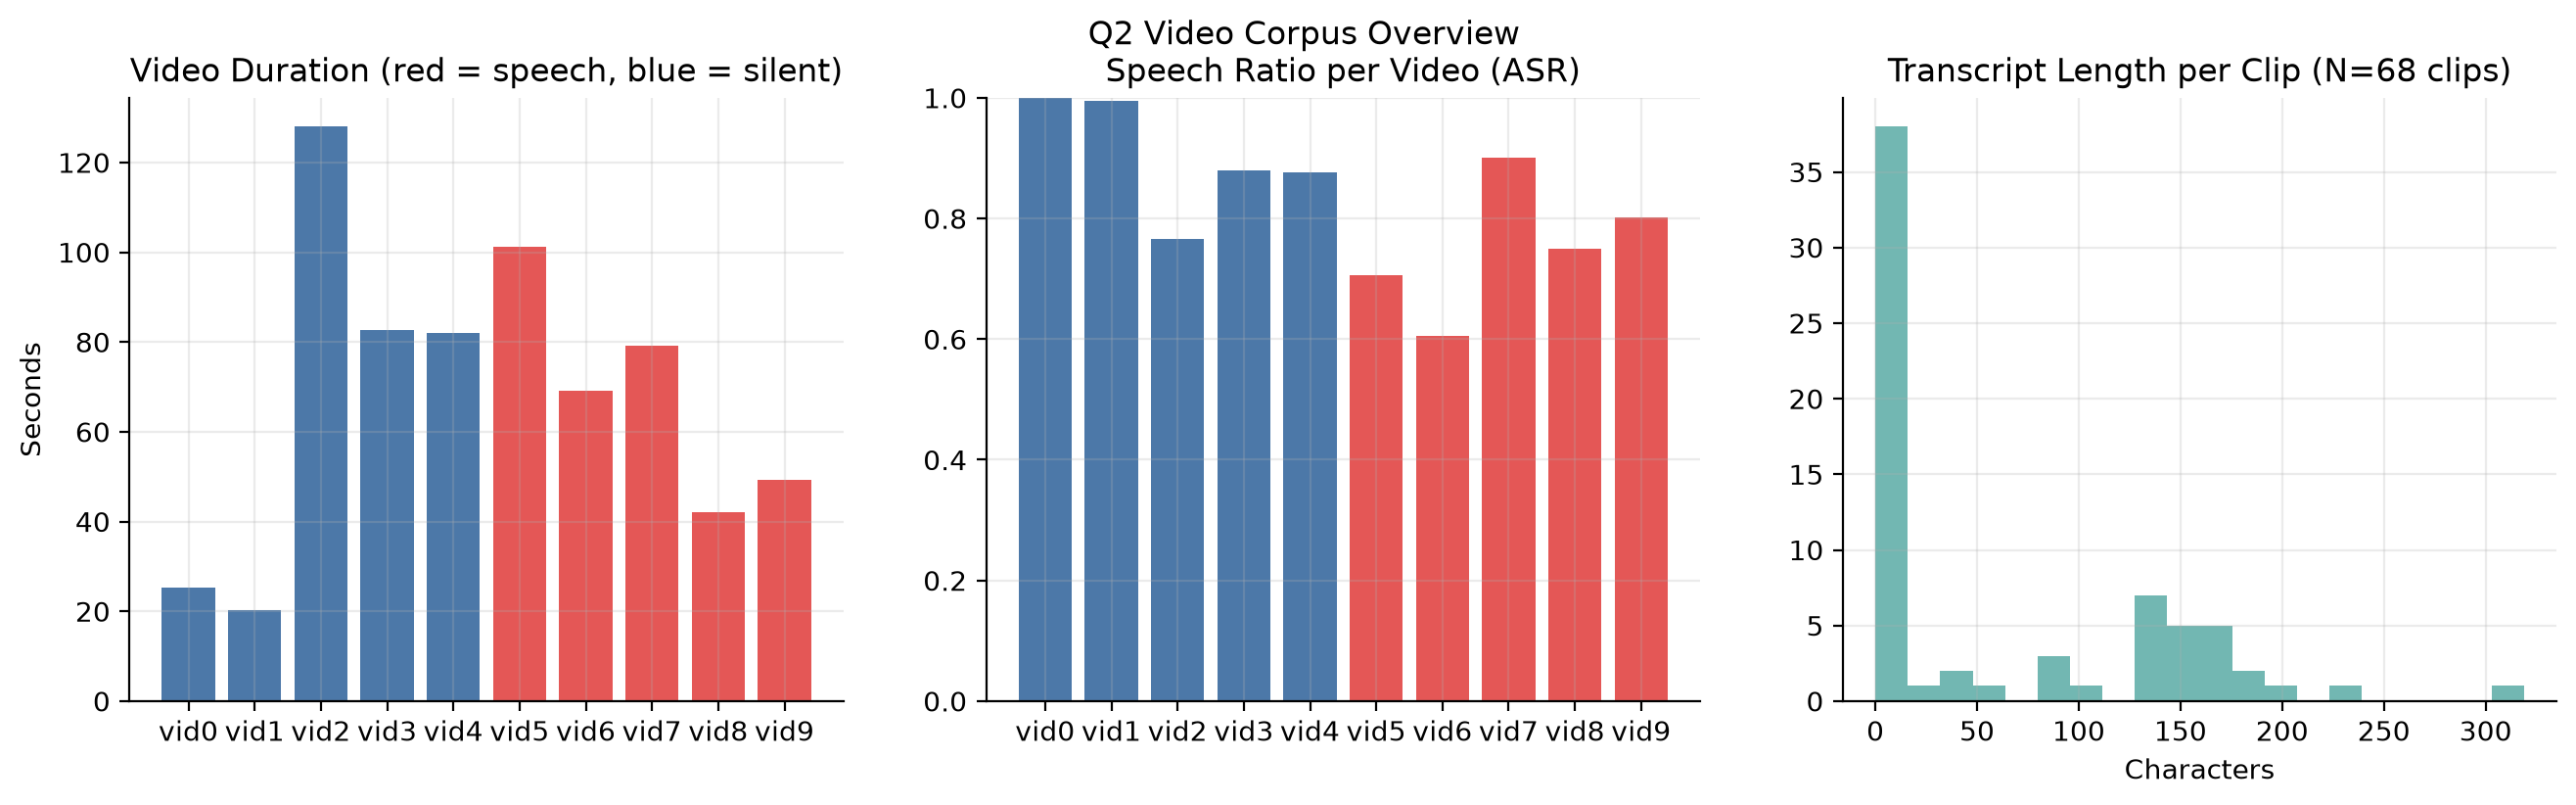 Q2 Video Corpus Overview
Video Duration (red = speech, blue = silent)
Seconds
0
20
40
60
80
100
120
vid0 vid1 vid2 vid3 vid4 vid5 vid6 vid7 vid8 vid9
Speech Ratio per Video (ASR)
0.0
0.2
0.4
0.6
0.8
1.0
vid0 vid1 vid2 vid3 vid4 vid5 vid6 vid7 vid8 vid9
Transcript Length per Clip (N=68 clips)
0
5
10
15
20
25
30
35
0 50 100 150 200 250 300
Characters